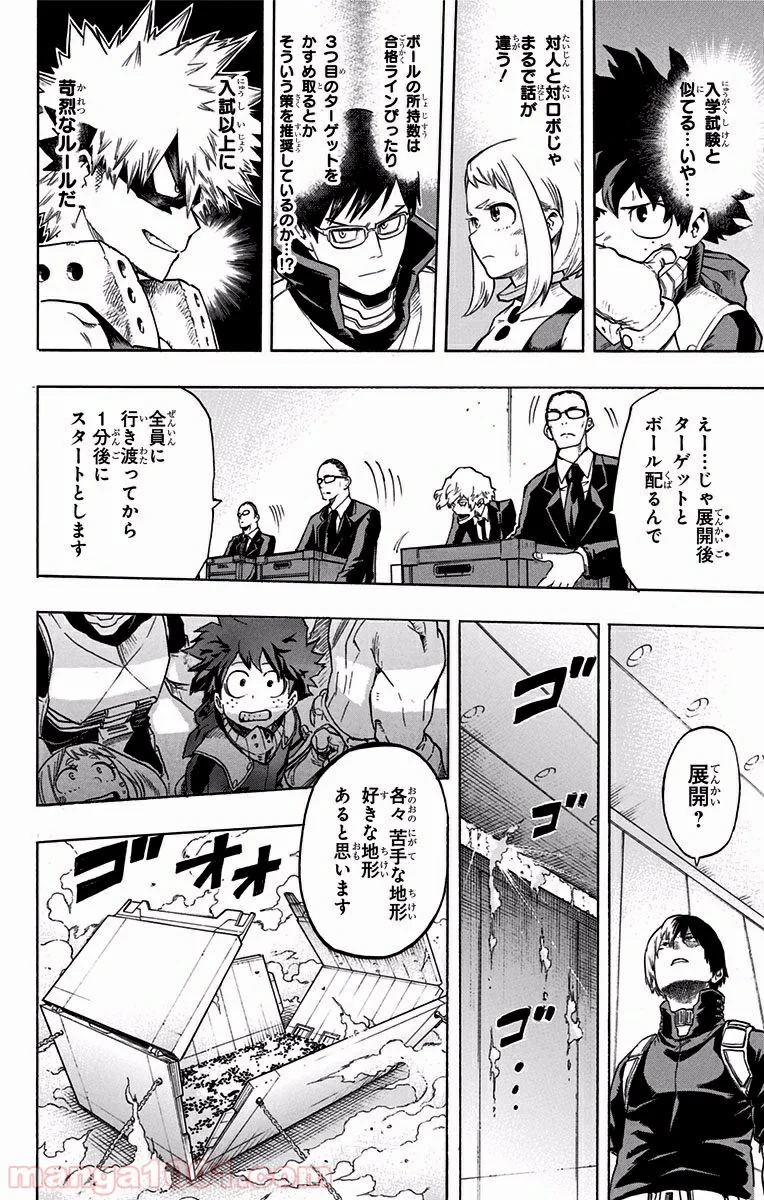 入学試験と
似てる…いや…
対人と対ロボじゃ
まるで話が
違う！
ボールの所持数は
合格ラインぴったり
３つ目のターゲットを
かすめ取るとか
そういう策を推奨しているのか…!?
入試以上に
苛烈なルールだ
えー…じゃ展開後
ターゲットと
ボール配るんで
全員に
行き渡ってから
１分後に
スタートとします
展開？
ゴ
ゴ
各々苦手な地形
好きな地形
あると思います
ゴォォ